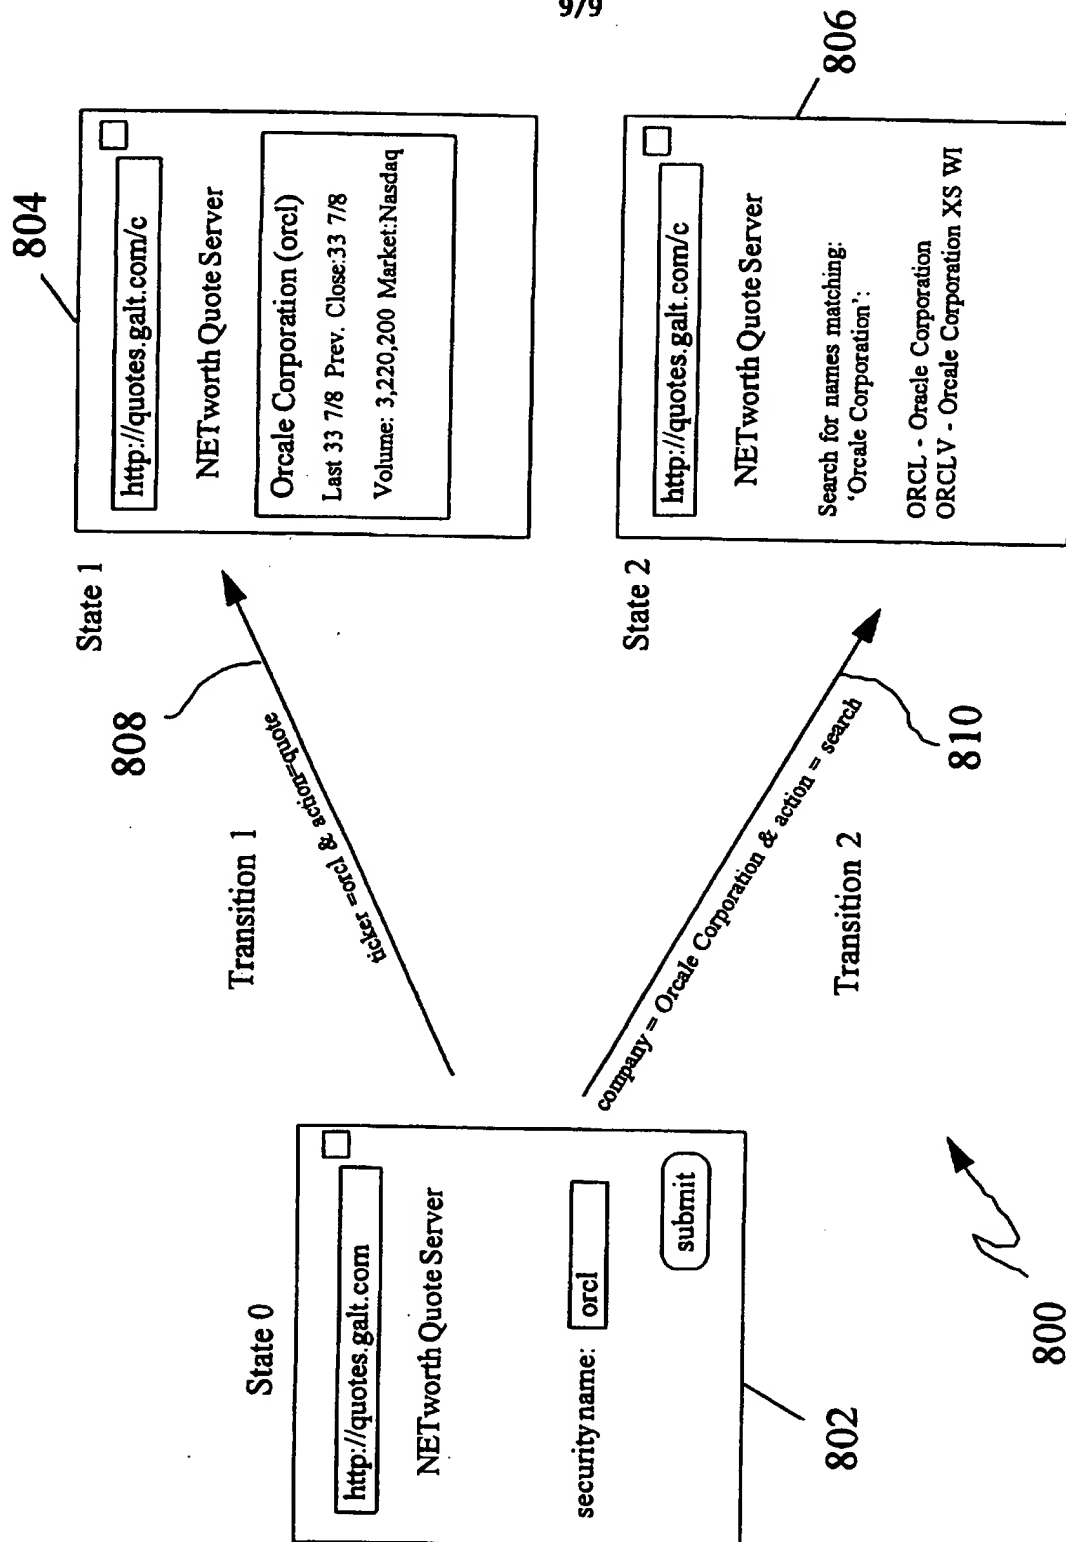 9/9
804
State 1
http://quotes.galt.com/c
NETworth Quote Server
Orcale Corporation (orcl)
Last 33 7/8 Prev. Close:33 7/8
Volume: 3,220,200 Market:Nasdaq
808
Transition 1
ticker =orcl & action=quote
State 0
http://quotes.galt.com
NETworth Quote Server
security name:
orcl
submit
802
company = Orcale Corporation & action = search
Transition 2
810
State 2
http://quotes.galt.com/c
NETworth Quote Server
Search for names matching:
‘Orcale Corporation’:
ORCL - Oracle Corporation
ORCLV - Orcale Corporation XS WI
806
800